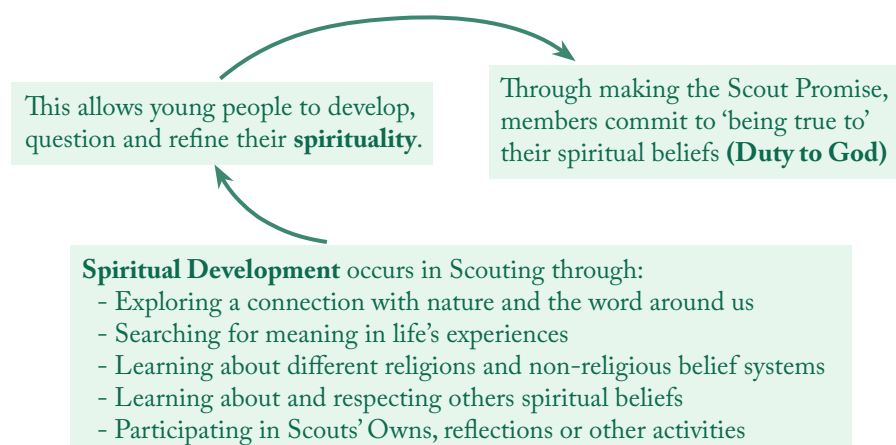 This allows young people to develop,
question and refine their spirituality.
Through making the Scout Promise,
members commit to ‘being true to’
their spiritual beliefs (Duty to God)
Spiritual Development occurs in Scouting through:
- Exploring a connection with nature and the word around us
- Searching for meaning in life’s experiences
- Learning about different religions and non-religious belief systems
- Learning about and respecting others spiritual beliefs
- Participating in Scouts’ Owns, reflections or other activities